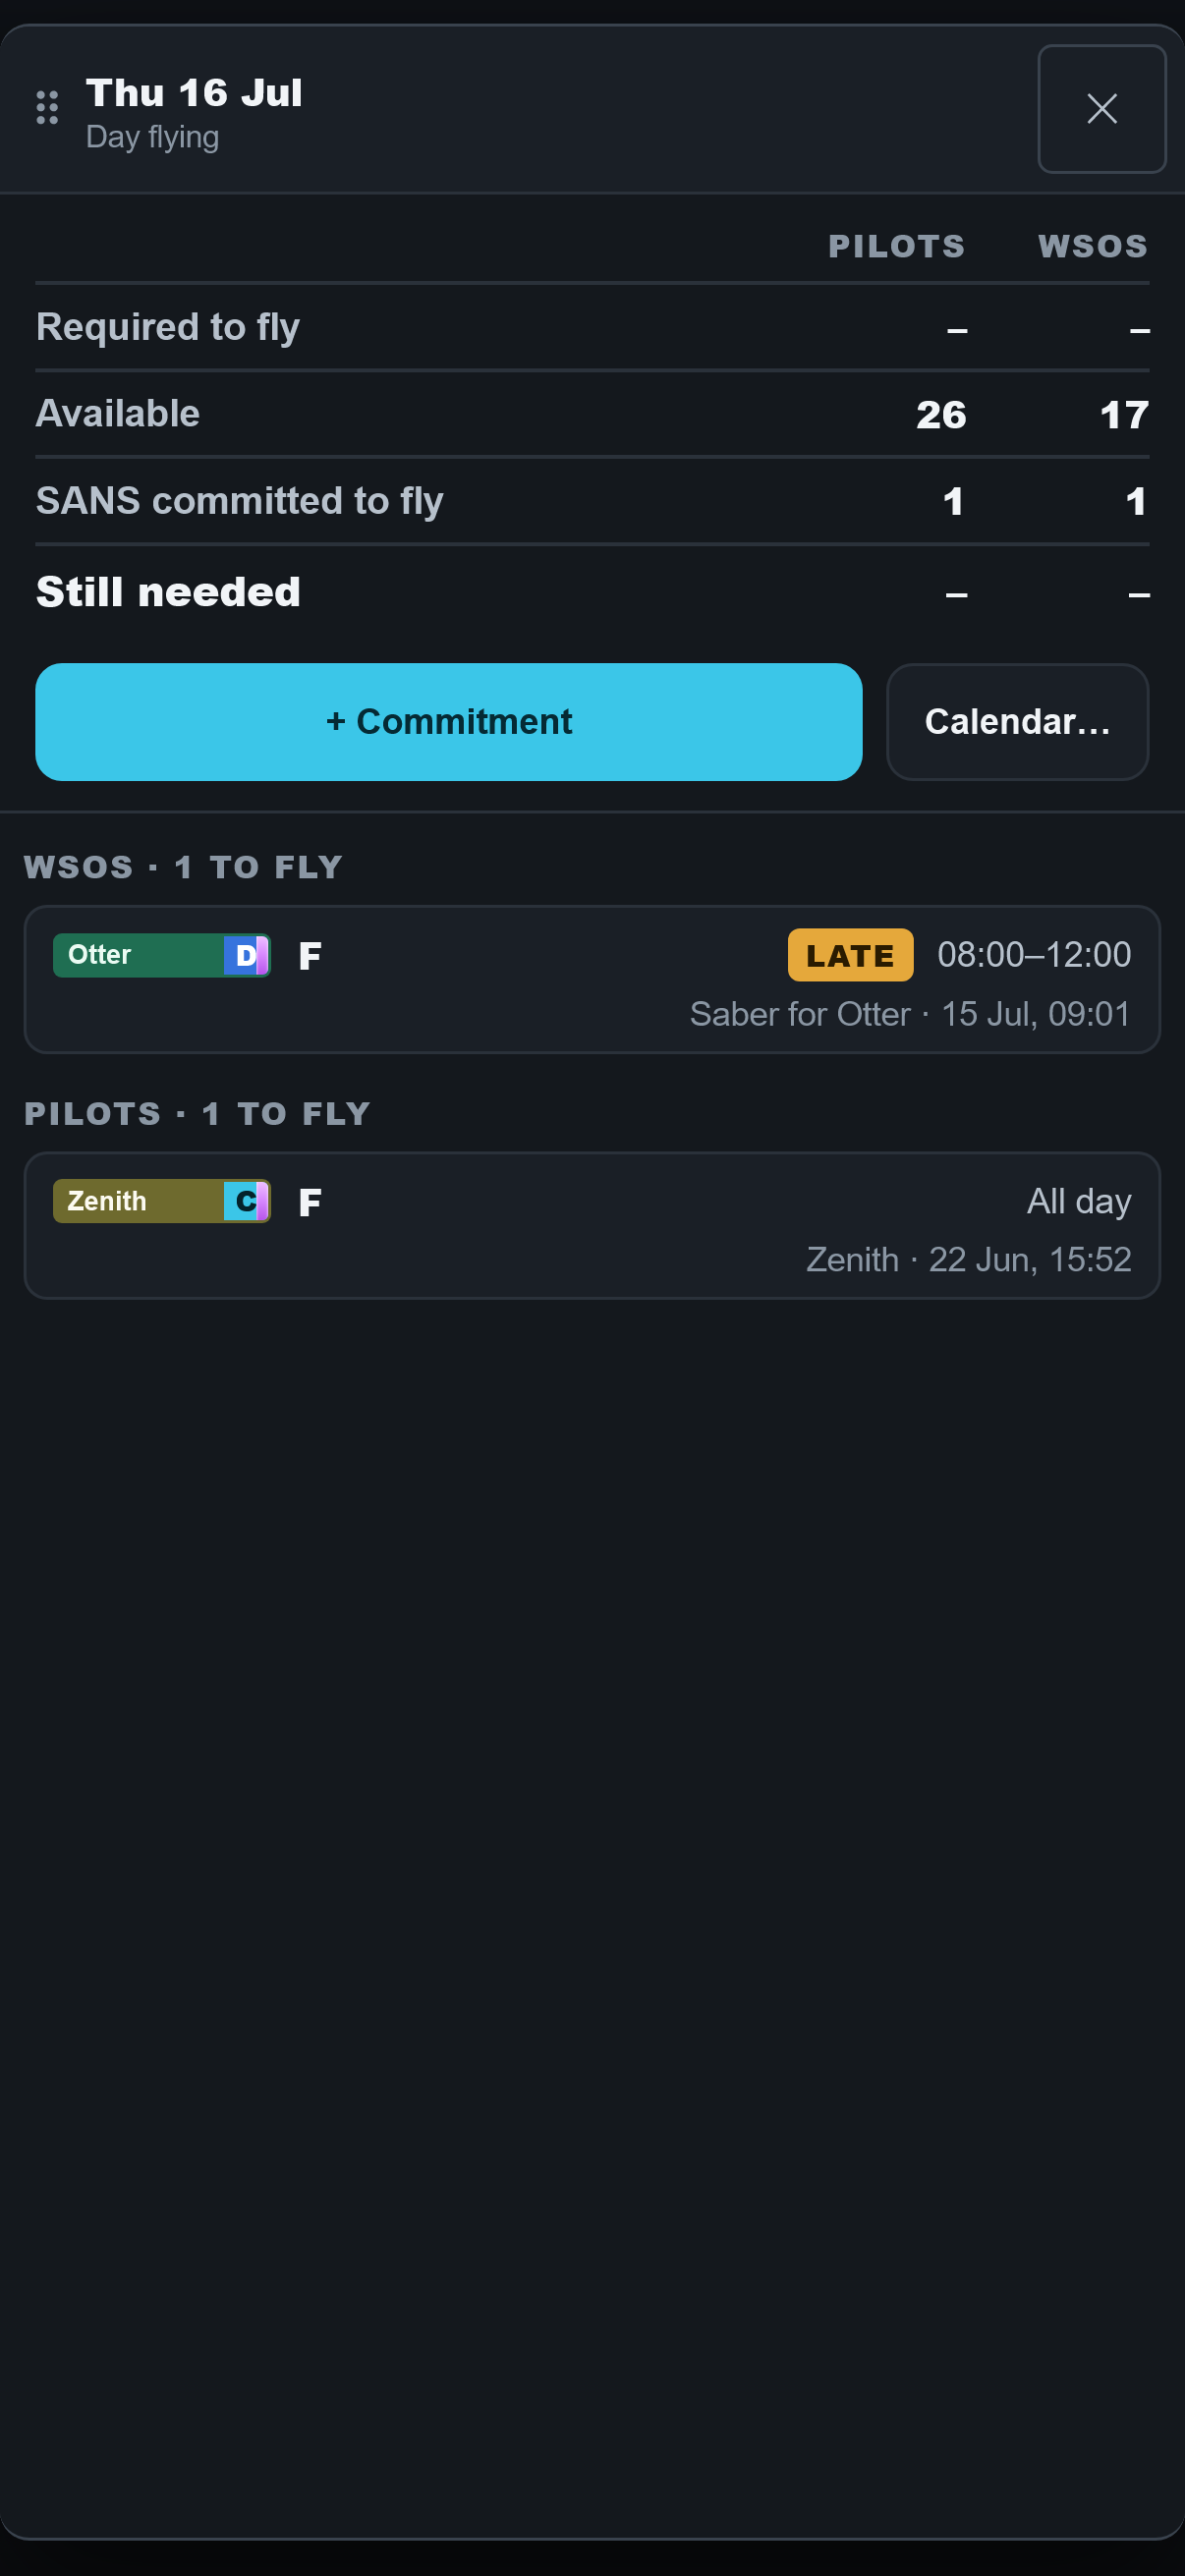 Thu 16 Jul
Day flying
PILOTS WSOS
Required to fly – –
Available 26 17
SANS committed to fly 1 1
Still needed – –
+ Commitment Calendar…
WSOS · 1 TO FLY
Otter D F LATE 08:00–12:00
Saber for Otter · 15 Jul, 09:01
PILOTS · 1 TO FLY
Zenith C F All day
Zenith · 22 Jun, 15:52